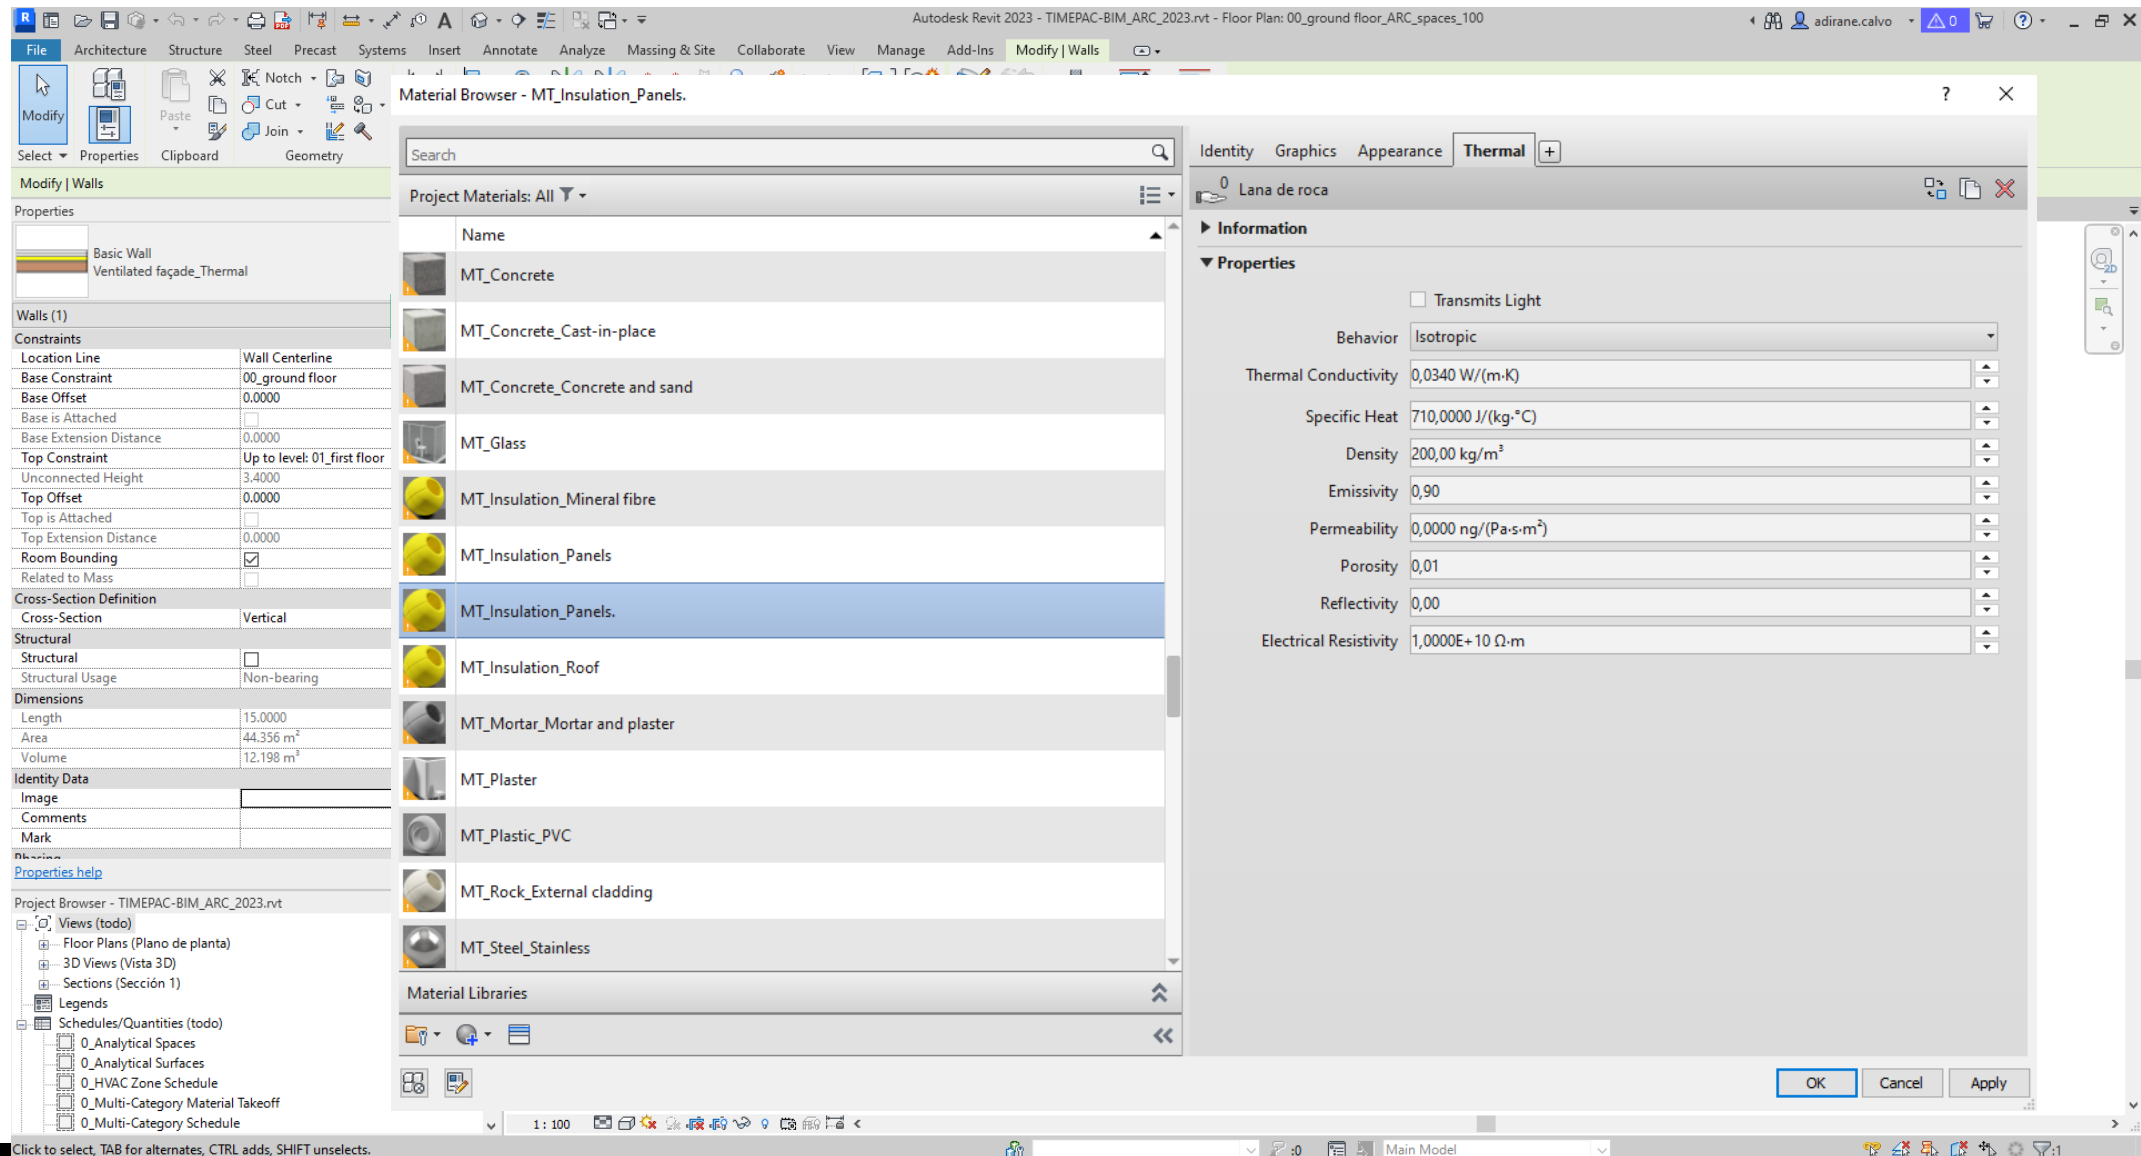 Autodesk Revit 2023 - TIMEPAC-BIM_ARC_2023.rvt - Floor Plan: 00_ground floor_ARC_spaces_100
adirane.calvo
0
File Architecture Structure Steel Precast Systems Insert Annotate Analyze Massing & Site Collaborate View Manage Add-Ins Modify | Walls
Modify
Paste
Notch
Cut
Join
Select Properties Clipboard Geometry
Modify | Walls
Properties
Basic Wall
Ventilated façade_Thermal
Walls (1)
Constraints
Location Line Wall Centerline
Base Constraint 00_ground floor
Base Offset 0.0000
Base is Attached
Base Extension Distance 0.0000
Top Constraint Up to level: 01_first floor
Unconnected Height 3.4000
Top Offset 0.0000
Top is Attached
Top Extension Distance 0.0000
Room Bounding
Related to Mass
Cross-Section Definition
Cross-Section Vertical
Structural
Structural
Structural Usage Non-bearing
Dimensions
Length 15.0000
Area 44.356 m²
Volume 12.198 m³
Identity Data
Image
Comments
Mark
Phasing
Properties help
Project Browser - TIMEPAC-BIM_ARC_2023.rvt
Views (todo)
Floor Plans (Plano de planta)
3D Views (Vista 3D)
Sections (Sección 1)
Legends
Schedules/Quantities (todo)
0_Analytical Spaces
0_Analytical Surfaces
0_HVAC Zone Schedule
0_Multi-Category Material Takeoff
0_Multi-Category Schedule
Material Browser - MT_Insulation_Panels.
? 
Search
Project Materials: All
Name
MT_Concrete
MT_Concrete_Cast-in-place
MT_Concrete_Concrete and sand
MT_Glass
MT_Insulation_Mineral fibre
MT_Insulation_Panels
MT_Insulation_Panels.
MT_Insulation_Roof
MT_Mortar_Mortar and plaster
MT_Plaster
MT_Plastic_PVC
MT_Rock_External cladding
MT_Steel_Stainless
Material Libraries
Identity Graphics Appearance Thermal +
0 Lana de roca
Information
Properties
Transmits Light
Behavior Isotropic
Thermal Conductivity 0,0340 W/(m·K)
Specific Heat 710,0000 J/(kg·°C)
Density 200,00 kg/m³
Emissivity 0,90
Permeability 0,0000 ng/(Pa·s·m²)
Porosity 0,01
Reflectivity 0,00
Electrical Resistivity 1,0000E+10 Ω·m
OK Cancel Apply
2D
1 : 100
Click to select, TAB for alternates, CTRL adds, SHIFT unselects.
:0
Main Model
:1